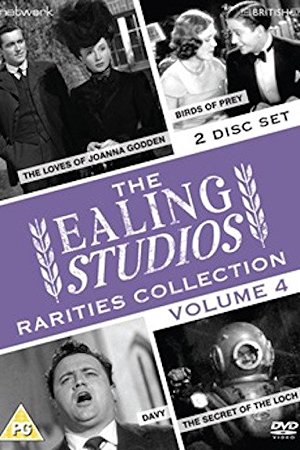 network
BRITISH
THE LOVES OF JOANNA GODDEN
BIRDS OF PREY
2 DISC SET
THE
EALING
STUDIOS
RARITIES COLLECTION
VOLUME 4
DAVY
THE SECRET OF THE LOCH
PG
DVD
VIDEO